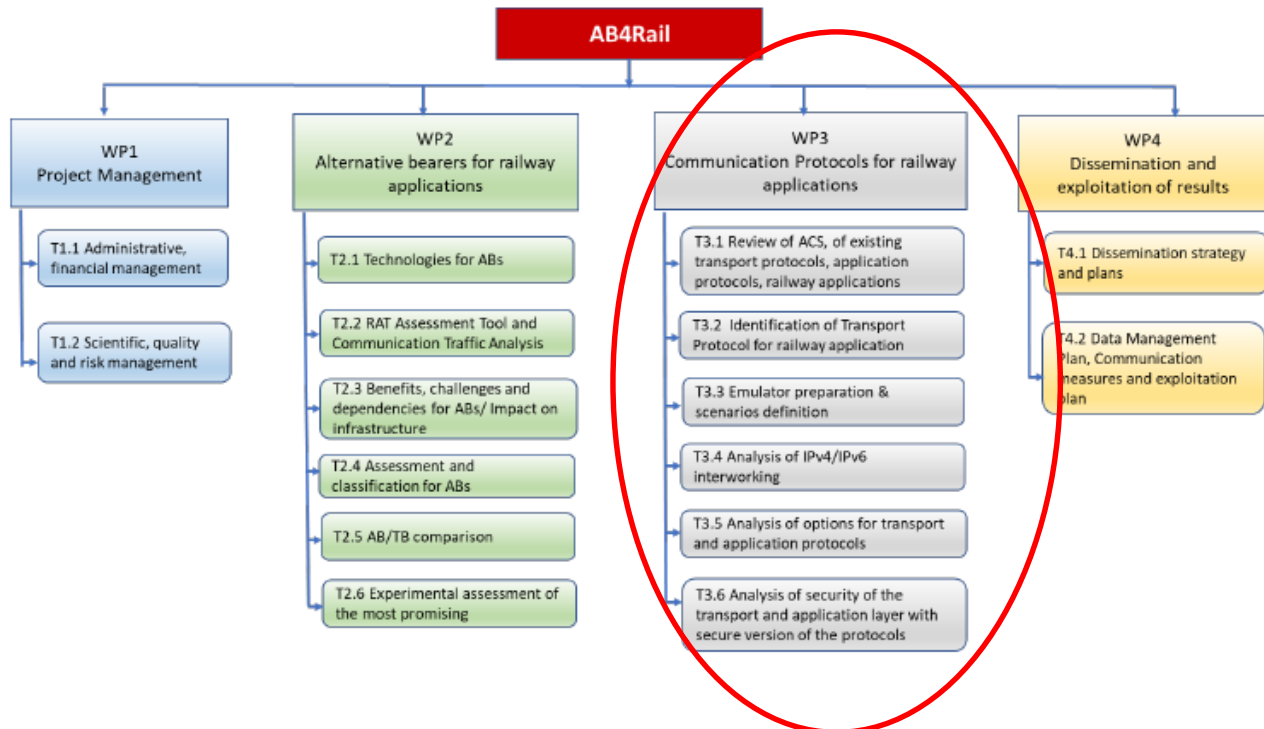 AB4Rail
WP1
Project Management
T1.1 Administrative,
financial management
T1.2 Scientific, quality
and risk management
WP2
Alternative bearers for railway
applications
T2.1 Technologies for ABs
T2.2 RAT Assessment Tool and
Communication Traffic Analysis
T2.3 Benefits, challenges and
dependencies for ABs/ Impact on
infrastructure
T2.4 Assessment and
classification for ABs
T2.5 AB/TB comparison
T2.6 Experimental assessment of
the most promising
WP3
Communication Protocols for railway
applications
T3.1 Review of ACS, of existing
transport protocols, application
protocols, railway applications
T3.2 Identification of Transport
Protocol for railway application
T3.3 Emulator preparation &
scenarios definition
T3.4 Analysis of IPv4/IPv6
interworking
T3.5 Analysis of options for transport
and application protocols
T3.6 Analysis of security of the
transport and application layer with
secure version of the protocols
WP4
Dissemination and
exploitation of results
T4.1 Dissemination strategy
and plans
T4.2 Data Management
Plan, Communication
measures and exploitation
plan